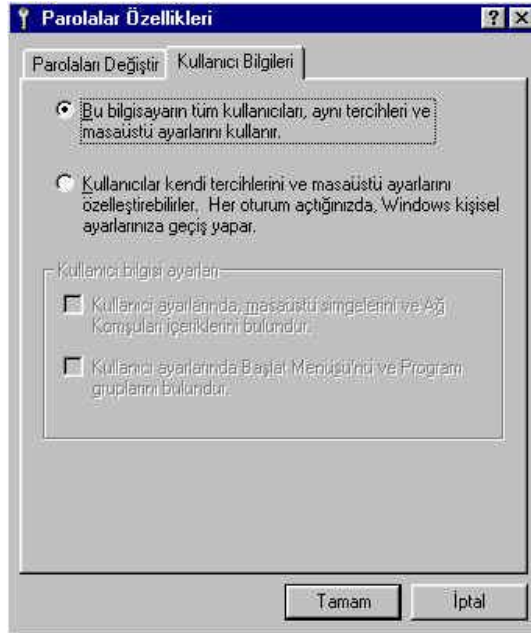 Parolalar Özellikleri
Parolaları Değiştir Kullanıcı Bilgileri
Bu bilgisayarın tüm kullanıcıları, aynı tercihleri ve
masaüstü ayarlarını kullanır.
Kullanıcılar kendi tercihlerini ve masaüstü ayarlarını
özelleştirebilirler. Her oturum açtığınızda, Windows kişisel
ayarlarınıza geçiş yapar.
Kullanıcı bilgisi ayarları
Kullanıcı ayarlarında, masaüstü simgelerini ve Ağ
Komşuları içeriklerini bulundur.
Kullanıcı ayarlarında Başlat Menüsü'nü ve Program
gruplarını bulundur.
Tamam İptal